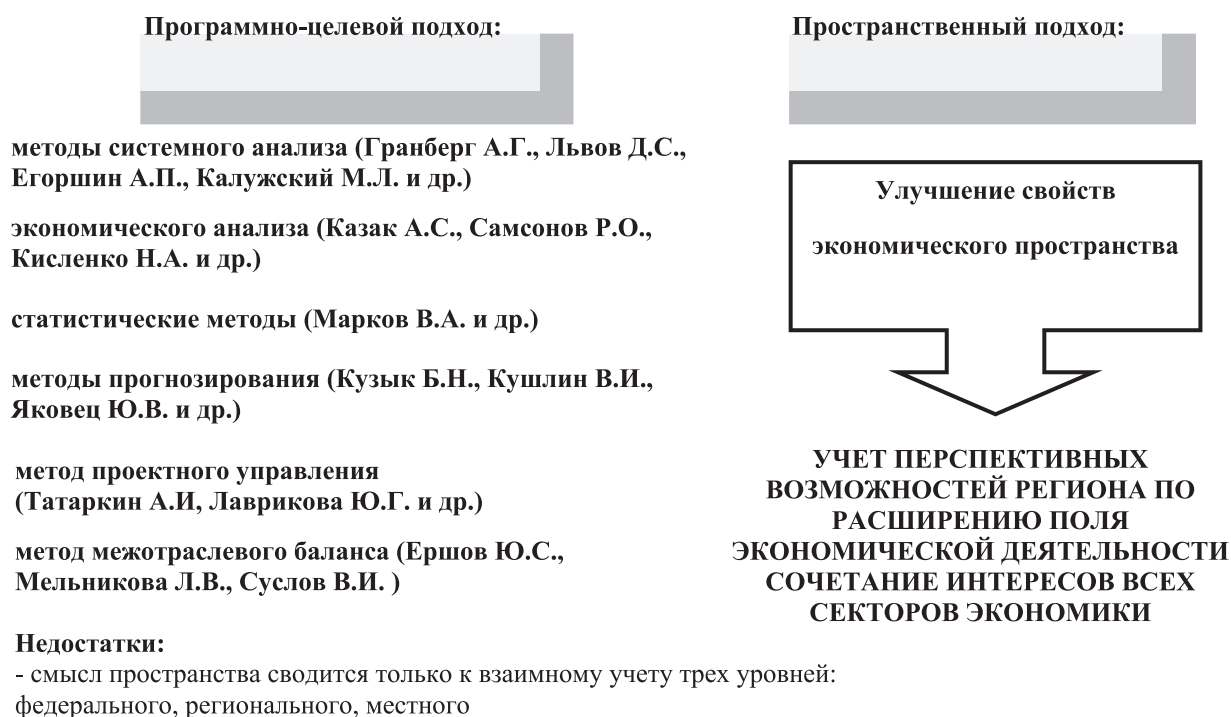 Программно-целевой подход:
методы системного анализа (Гранберг А.Г., Львов Д.С.,
Егоршин А.П., Калужский М.Л. и др.)
экономического анализа (Казак А.С., Самсонов Р.О.,
Кисленко Н.А. и др.)
статистические методы (Марков В.А. и др.)
методы прогнозирования (Кузык Б.Н., Кушлин В.И.,
Яковец Ю.В. и др.)
метод проектного управления
(Татаркин А.И, Лаврикова Ю.Г. и др.)
метод межотраслевого баланса (Ершов Ю.С.,
Мельникова Л.В., Суслов В.И. )
Недостатки:
- смысл пространства сводится только к взаимному учету трех уровней:
федерального, регионального, местного
Пространственный подход:
Улучшение свойств
экономического пространства
УЧЕТ ПЕРСПЕКТИВНЫХ
ВОЗМОЖНОСТЕЙ РЕГИОНА ПО
РАСШИРЕНИЮ ПОЛЯ
ЭКОНОМИЧЕСКОЙ ДЕЯТЕЛЬНОСТИ
СОЧЕТАНИЕ ИНТЕРЕСОВ ВСЕХ
СЕКТОРОВ ЭКОНОМИКИ